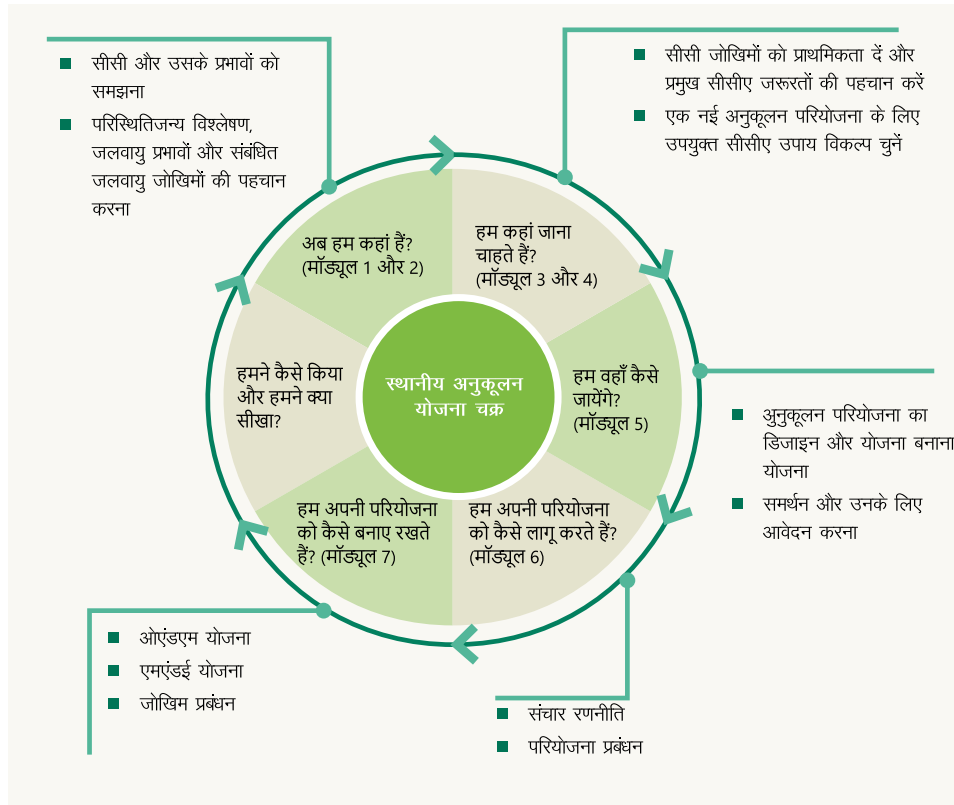 सीसी और उसके प्रभावों को
समझना
परिस्थितिजन्य विश्लेषण,
जलवायु प्रभावों और संबंधित
जलवायु जोखिमों की पहचान
करना
सीसी जोखिमों को प्राथमिकता दें और
प्रमुख सीसीए जरूरतों की पहचान करें
एक नई अनुकूलन परियोजना के लिए
उपयुक्त सीसीए उपाय विकल्प चुनें
अब हम कहां हैं?
(मॉड्यूल 1 और 2)
हम कहां जाना
चाहते हैं?
(मॉड्यूल 3 और 4)
हमने कैसे किया
और हमने क्या
सीखा?
स्थानीय अनुकूलन
योजना चक्र
हम वहाँ कैसे
जायेंगे?
(मॉड्यूल 5)
अुनुकूलन परियोजना का
डिजाइन और योजना बनाना
योजना
समर्थन और उनके लिए
आवेदन करना
हम अपनी परियोजना
को कैसे बनाए रखते
हैं? (मॉड्यूल 7)
हम अपनी परियोजना
को कैसे लागू करते हैं?
(मॉड्यूल 6)
ओएंडएम योजना
एमएंडई योजना
जोखिम प्रबंधन
संचार रणनीति
परियोजना प्रबंधन